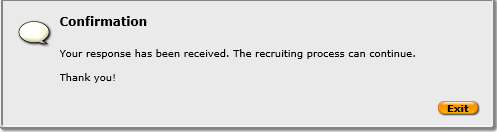 Confirmation
Your response has been received. The recruiting process can continue.
Thank you!
Exit